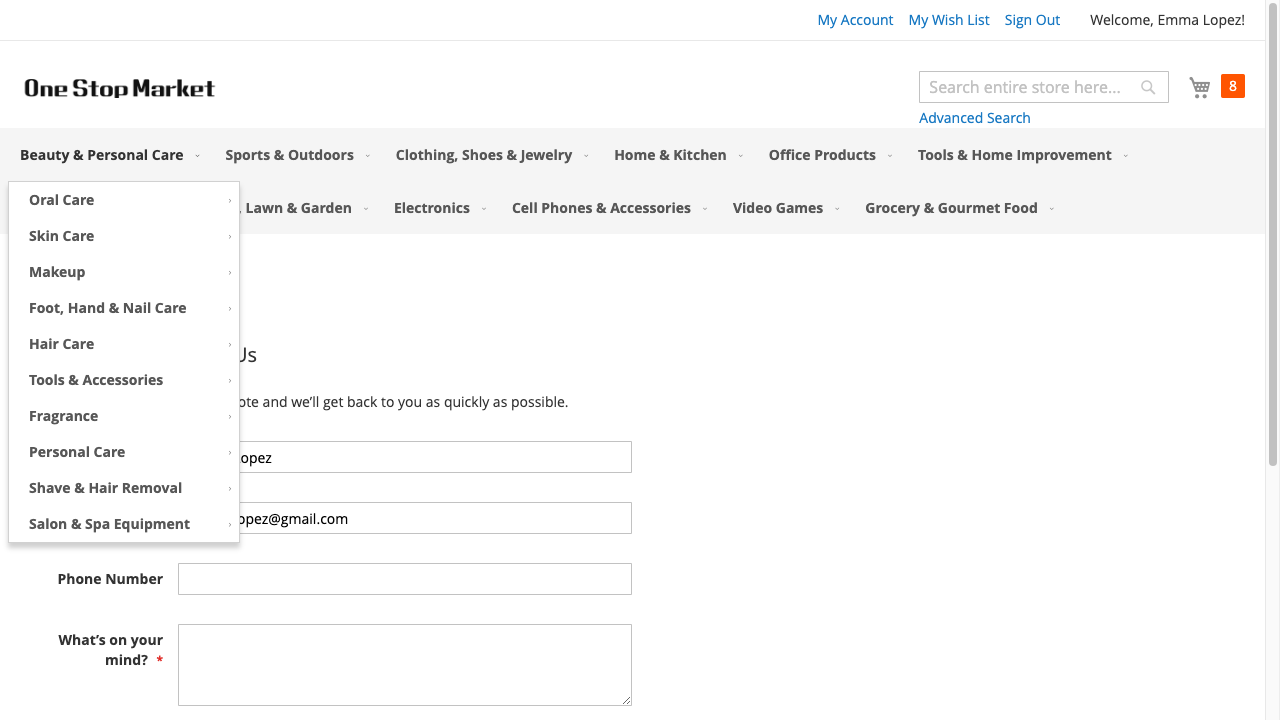 My Account My Wish List Sign Out Welcome, Emma Lopez!
One Stop Market
Search entire store here...
8
Advanced Search
Beauty & Personal Care Sports & Outdoors Clothing, Shoes & Jewelry Home & Kitchen Office Products Tools & Home Improvement
, Lawn & Garden Electronics Cell Phones & Accessories Video Games Grocery & Gourmet Food
Oral Care
Skin Care
Makeup
Foot, Hand & Nail Care
Hair Care
Tools & Accessories
Fragrance
Personal Care
Shave & Hair Removal
Salon & Spa Equipment
Us
ote and we’ll get back to you as quickly as possible.
opez
opez@gmail.com
Phone Number
What’s on your
mind? *